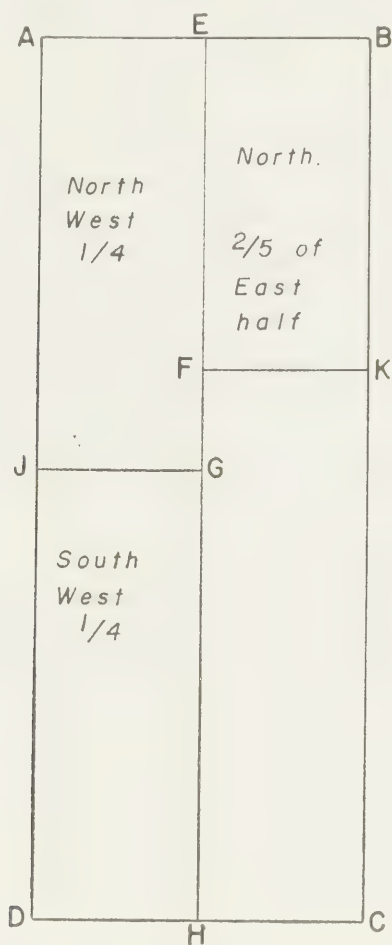 A E B
North
West
1/4
North.
2/5 of
East
half
F K
J G
South
West
1/4
D H C